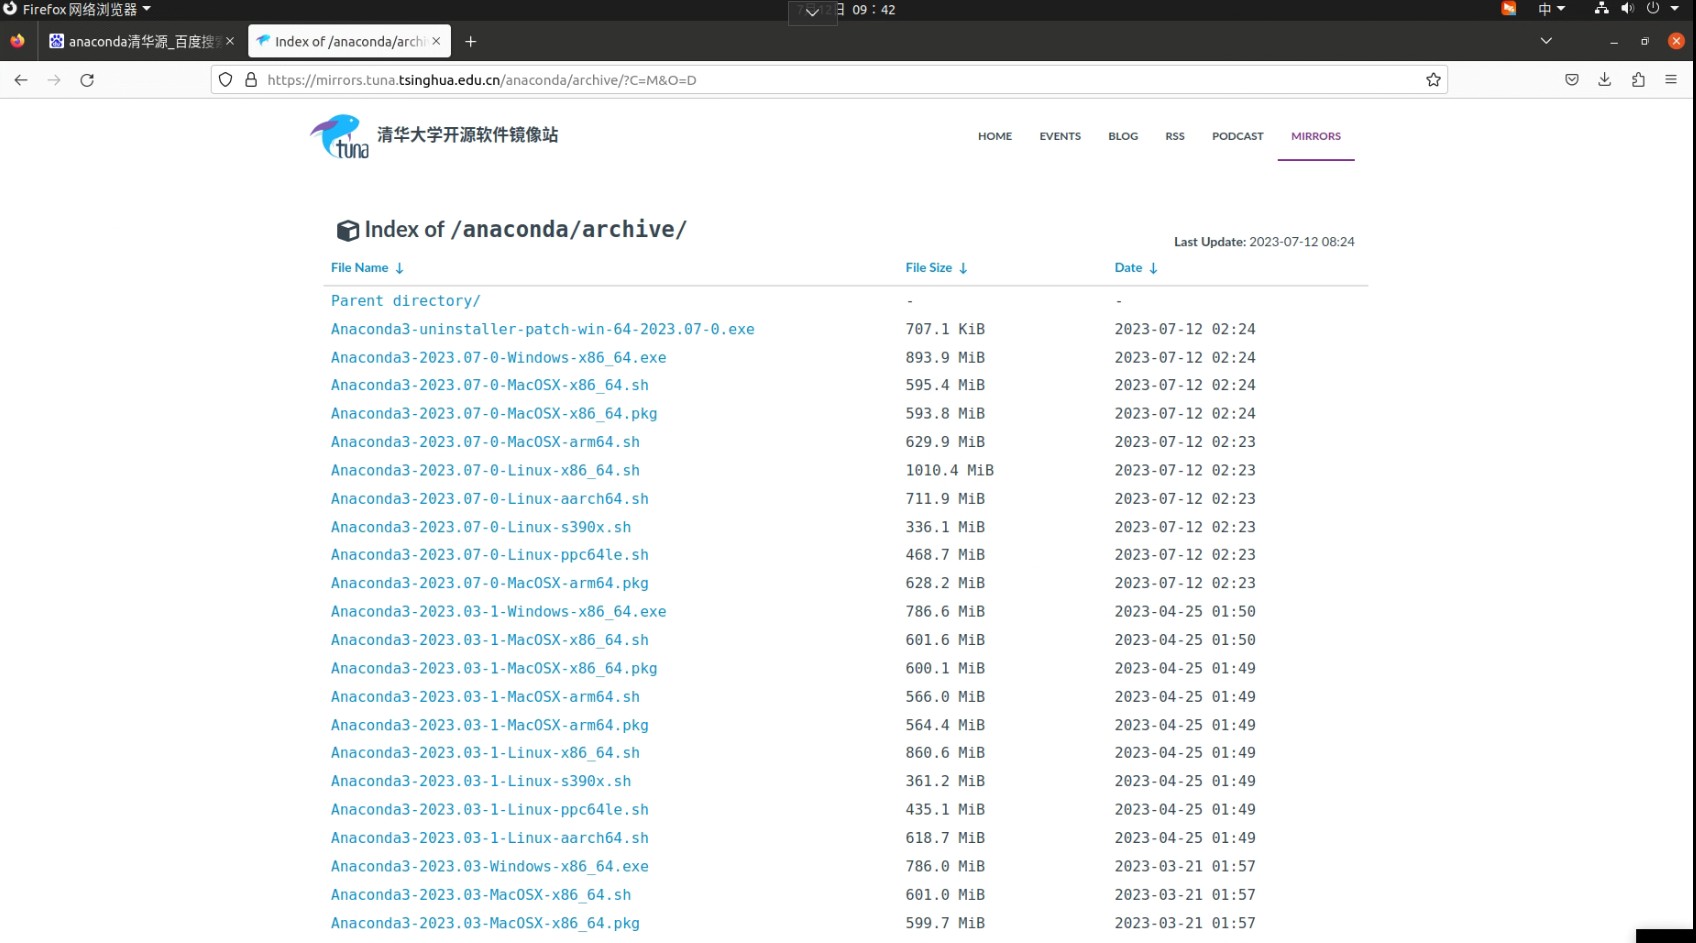 Firefox 网络浏览器
日 09：42
中
anaconda清华源_百度搜索
Index of /anaconda/archi
https://mirrors.tuna.tsinghua.edu.cn/anaconda/archive/?C=M&O=D
tuna
清华大学开源软件镜像站
HOME EVENTS BLOG RSS PODCAST MIRRORS
Index of /anaconda/archive/
Last Update: 2023-07-12 08:24
File Name ↓ File Size ↓ Date ↓
Parent directory/ - -
Anaconda3-uninstaller-patch-win-64-2023.07-0.exe 707.1 KiB 2023-07-12 02:24
Anaconda3-2023.07-0-Windows-x86_64.exe 893.9 MiB 2023-07-12 02:24
Anaconda3-2023.07-0-MacOSX-x86_64.sh 595.4 MiB 2023-07-12 02:24
Anaconda3-2023.07-0-MacOSX-x86_64.pkg 593.8 MiB 2023-07-12 02:24
Anaconda3-2023.07-0-MacOSX-arm64.sh 629.9 MiB 2023-07-12 02:23
Anaconda3-2023.07-0-Linux-x86_64.sh 1010.4 MiB 2023-07-12 02:23
Anaconda3-2023.07-0-Linux-aarch64.sh 711.9 MiB 2023-07-12 02:23
Anaconda3-2023.07-0-Linux-s390x.sh 336.1 MiB 2023-07-12 02:23
Anaconda3-2023.07-0-Linux-ppc64le.sh 468.7 MiB 2023-07-12 02:23
Anaconda3-2023.07-0-MacOSX-arm64.pkg 628.2 MiB 2023-07-12 02:23
Anaconda3-2023.03-1-Windows-x86_64.exe 786.6 MiB 2023-04-25 01:50
Anaconda3-2023.03-1-MacOSX-x86_64.sh 601.6 MiB 2023-04-25 01:50
Anaconda3-2023.03-1-MacOSX-x86_64.pkg 600.1 MiB 2023-04-25 01:49
Anaconda3-2023.03-1-MacOSX-arm64.sh 566.0 MiB 2023-04-25 01:49
Anaconda3-2023.03-1-MacOSX-arm64.pkg 564.4 MiB 2023-04-25 01:49
Anaconda3-2023.03-1-Linux-x86_64.sh 860.6 MiB 2023-04-25 01:49
Anaconda3-2023.03-1-Linux-s390x.sh 361.2 MiB 2023-04-25 01:49
Anaconda3-2023.03-1-Linux-ppc64le.sh 435.1 MiB 2023-04-25 01:49
Anaconda3-2023.03-1-Linux-aarch64.sh 618.7 MiB 2023-04-25 01:49
Anaconda3-2023.03-Windows-x86_64.exe 786.0 MiB 2023-03-21 01:57
Anaconda3-2023.03-MacOSX-x86_64.sh 601.0 MiB 2023-03-21 01:57
Anaconda3-2023.03-MacOSX-x86_64.pkg 599.7 MiB 2023-03-21 01:57